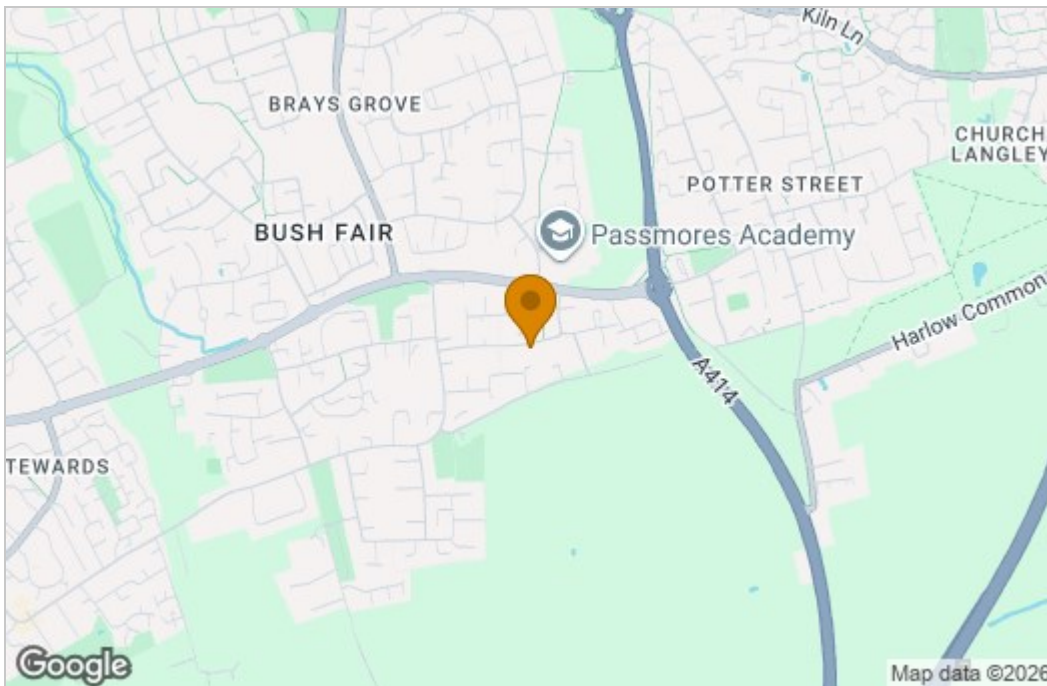 Kiln Ln
BRAYS GROVE
CHURCH
LANGLEY
POTTER STREET
BUSH FAIR
Passmores Academy
Harlow Common
A414
TEWARDS
Google
Map data ©2026